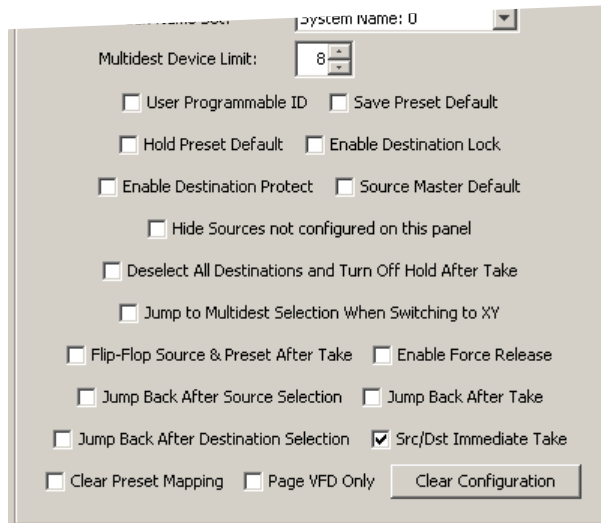 System Name: 0
Multidest Device Limit: 8
User Programmable ID Save Preset Default
Hold Preset Default Enable Destination Lock
Enable Destination Protect Source Master Default
Hide Sources not configured on this panel
Deselect All Destinations and Turn Off Hold After Take
Jump to Multidest Selection When Switching to XY
Flip-Flop Source & Preset After Take Enable Force Release
Jump Back After Source Selection Jump Back After Take
Jump Back After Destination Selection Src/Dst Immediate Take
Clear Preset Mapping Page VFD Only Clear Configuration